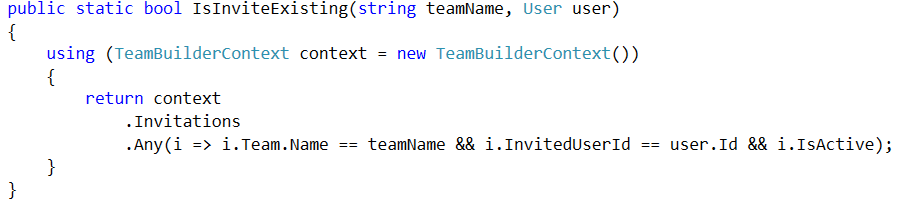 public static bool IsInviteExisting(string teamName, User user)
{
    using (TeamBuilderContext context = new TeamBuilderContext())
    {
        return context
            .Invitations
            .Any(i => i.Team.Name == teamName && i.InvitedUserId == user.Id && i.IsActive);
    }
}